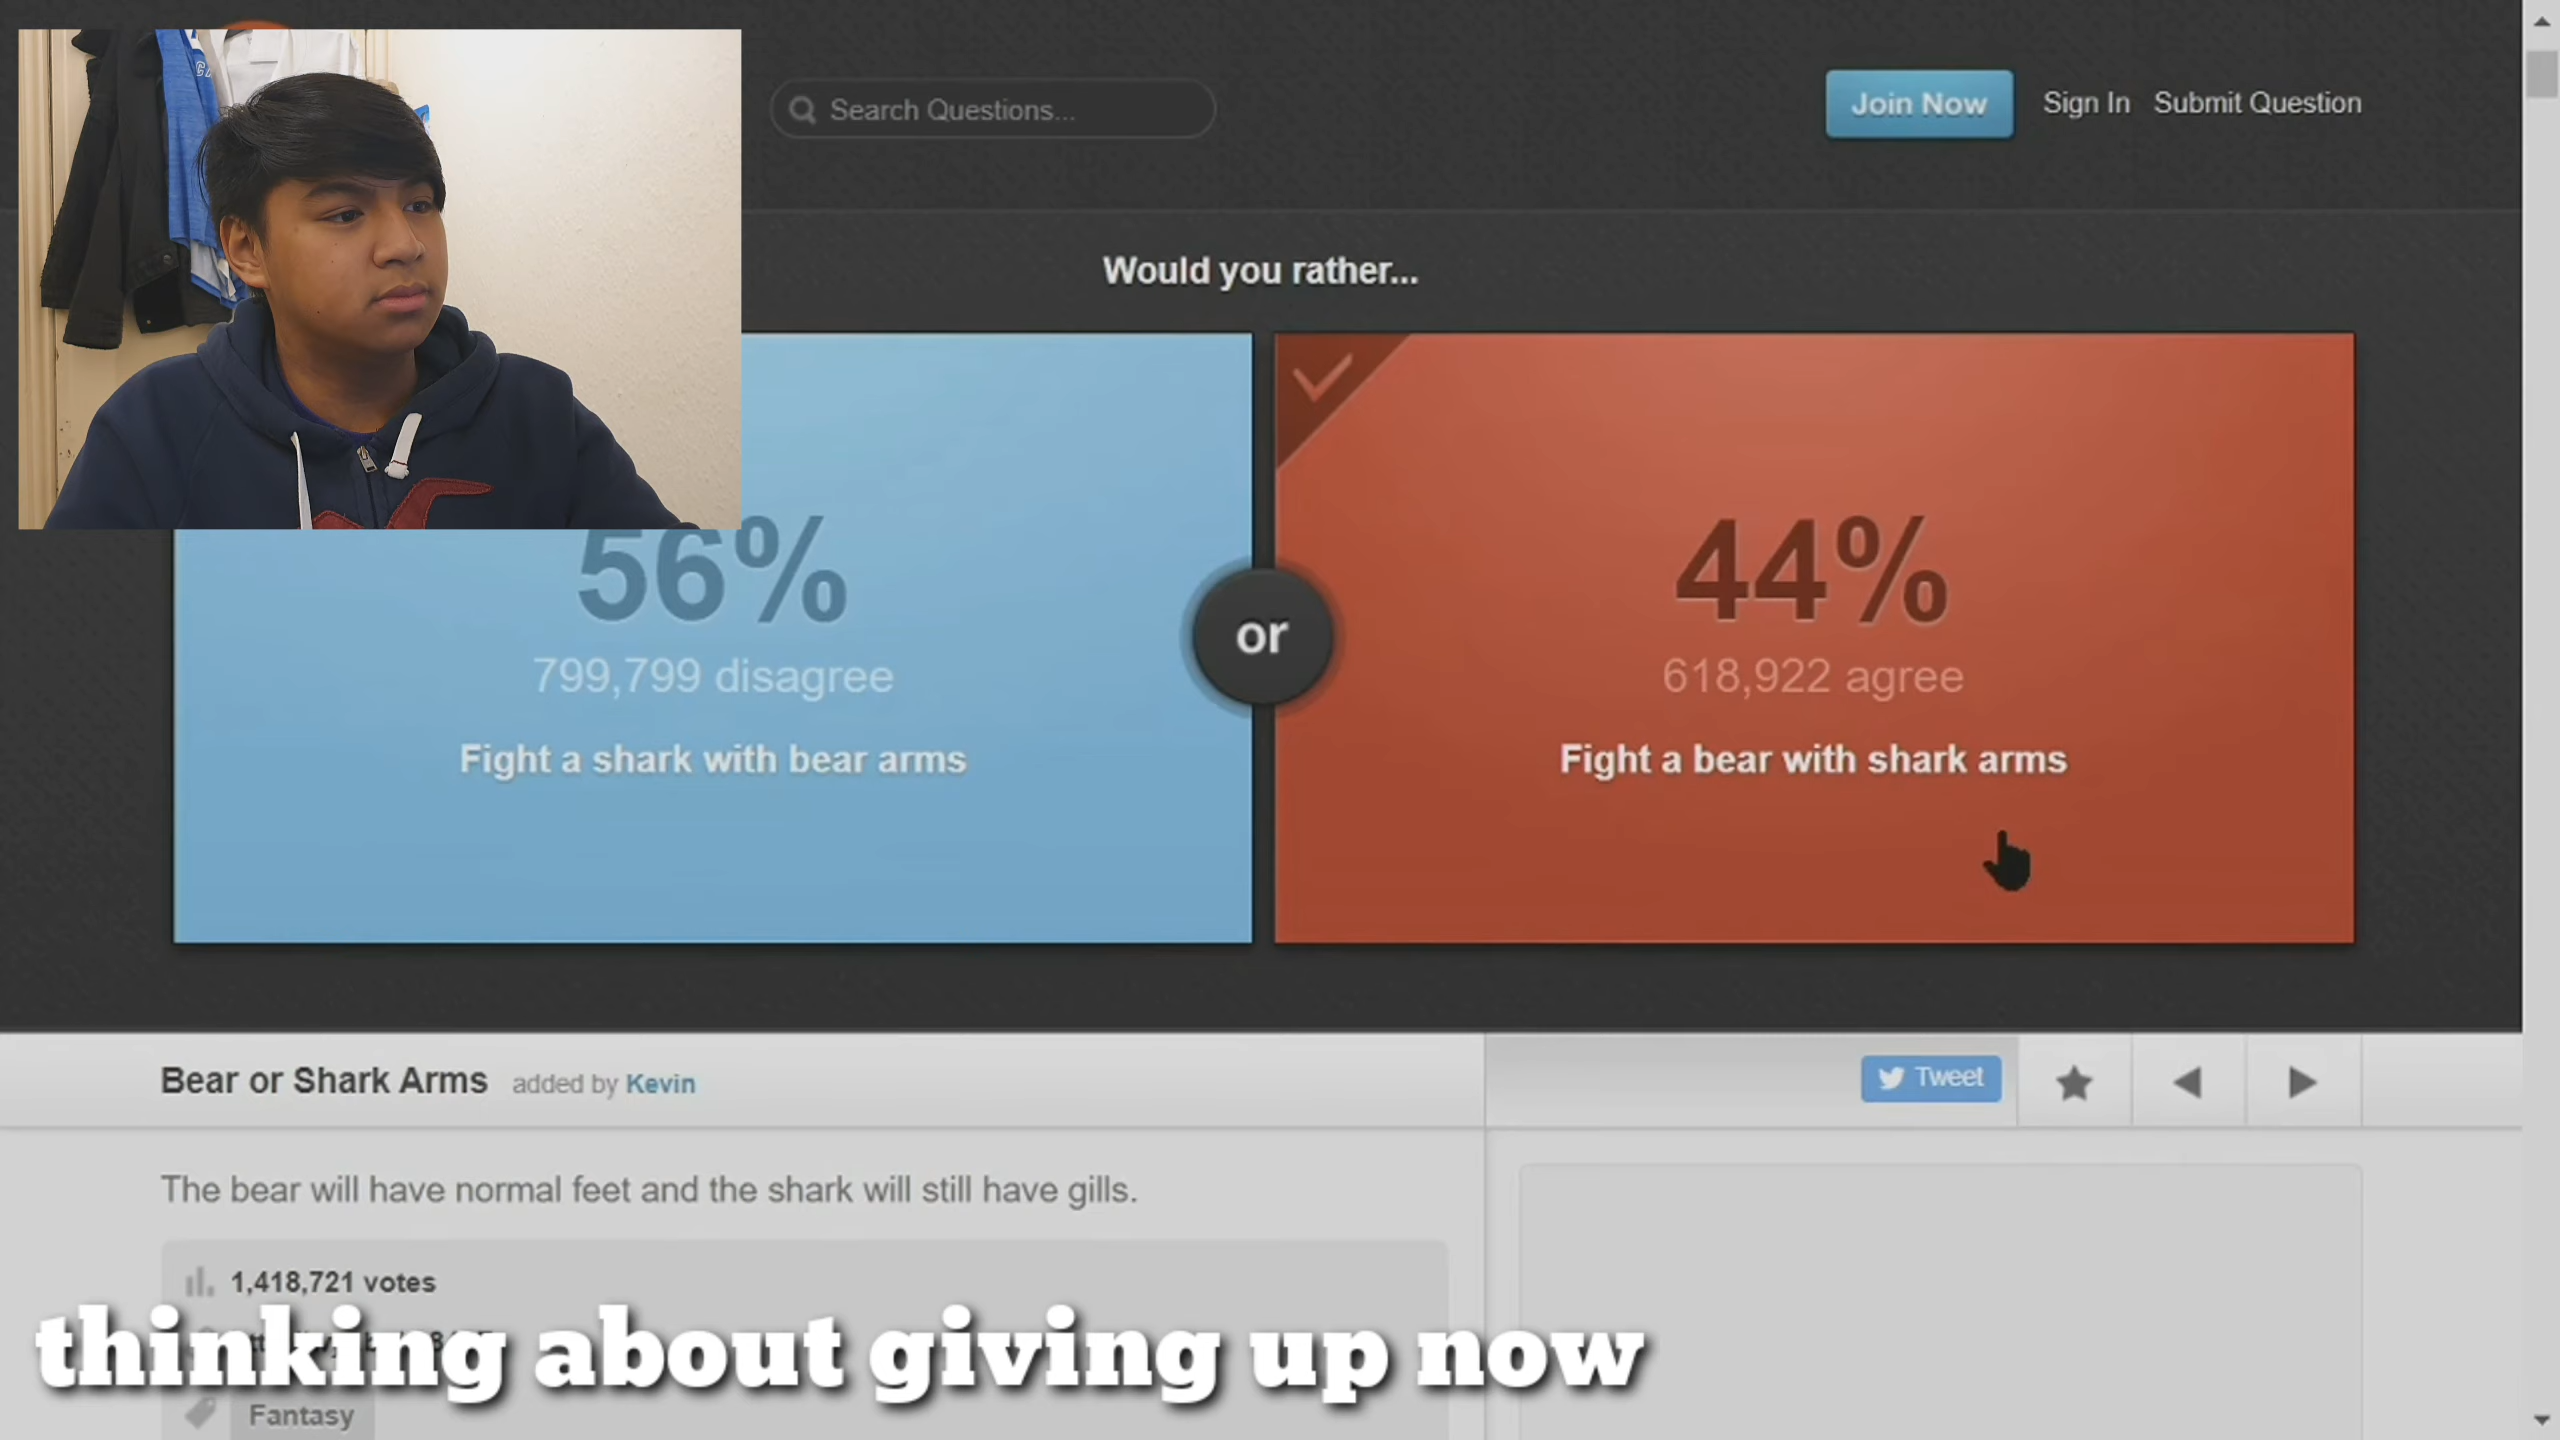 Search Questions...
Join Now
Sign In
Submit Question
Would you rather...
56%
799,799 disagree
Fight a shark with bear arms
or
44%
618,922 agree
Fight a bear with shark arms
Bear or Shark Arms added by Kevin
Tweet
The bear will have normal feet and the shark will still have gills.
1,418,721 votes
thinking about giving up now
Fantasy